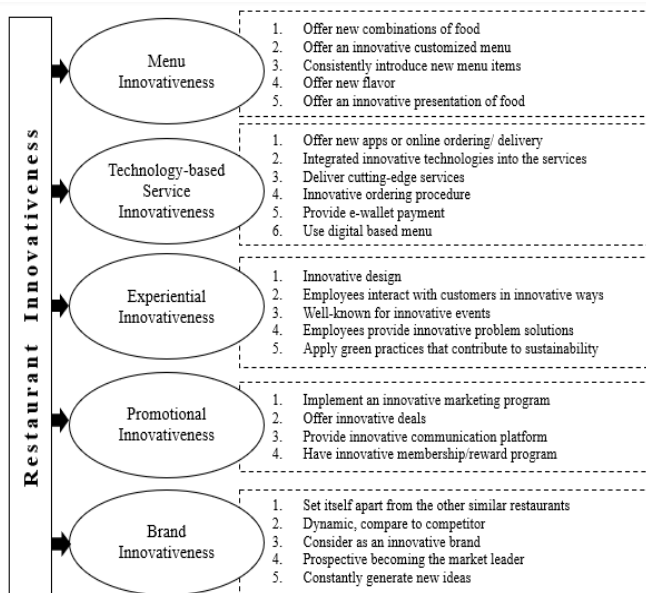 Restaurant Innovativeness
Menu
Innovativeness
1. Offer new combinations of food
2. Offer an innovative customized menu
3. Consistently introduce new menu items
4. Offer new flavor
5. Offer an innovative presentation of food
Technology-based
Service
Innovativeness
1. Offer new apps or online ordering/ delivery
2. Integrated innovative technologies into the services
3. Deliver cutting-edge services
4. Innovative ordering procedure
5. Provide e-wallet payment
6. Use digital based menu
Experiential
Innovativeness
1. Innovative design
2. Employees interact with customers in innovative ways
3. Well-known for innovative events
4. Employees provide innovative problem solutions
5. Apply green practices that contribute to sustainability
Promotional
Innovativeness
1. Implement an innovative marketing program
2. Offer innovative deals
3. Provide innovative communication platform
4. Have innovative membership/reward program
Brand
Innovativeness
1. Set itself apart from the other similar restaurants
2. Dynamic, compare to competitor
3. Consider as an innovative brand
4. Prospective becoming the market leader
5. Constantly generate new ideas